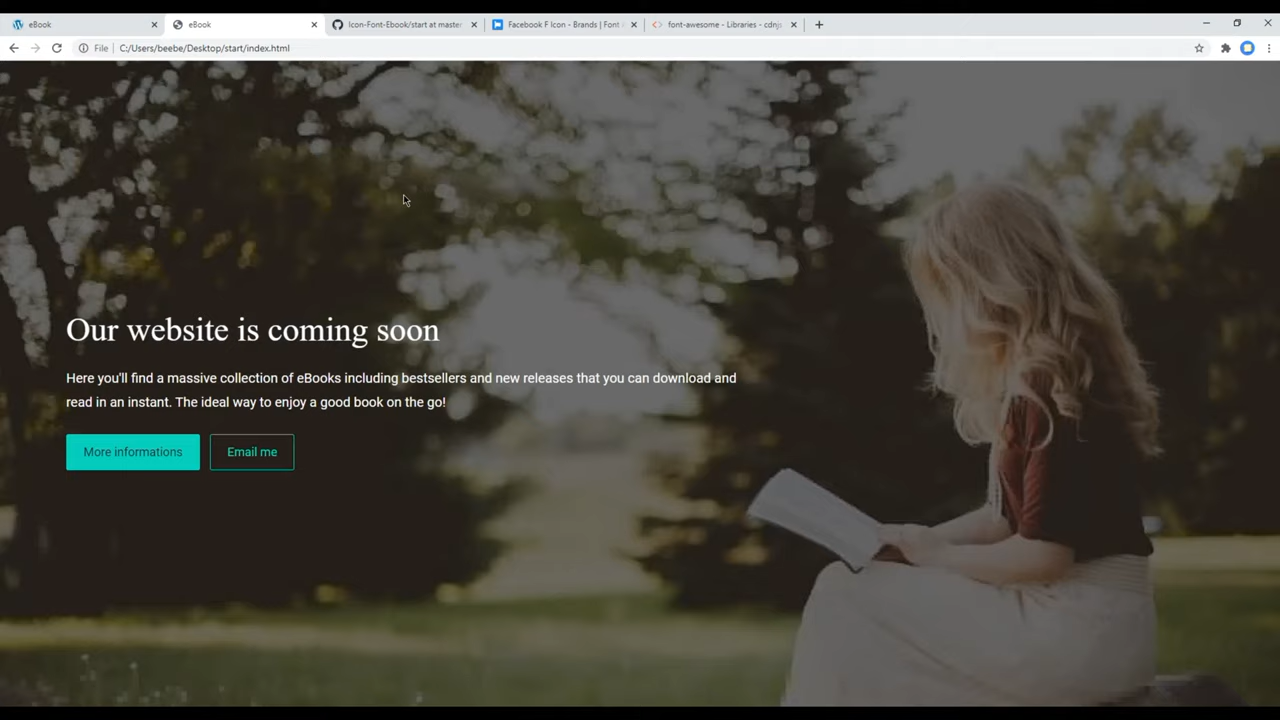 eBook
eBook
Icon-Font-Ebook/start at master
Facebook F Icon - Brands | Font
font-awesome - Libraries - cdnjs
File
C:/Users/beebe/Desktop/start/index.html
Our website is coming soon
Here you'll find a massive collection of eBooks including bestsellers and new releases that you can download and
read in an instant. The ideal way to enjoy a good book on the go!
More informations
Email me